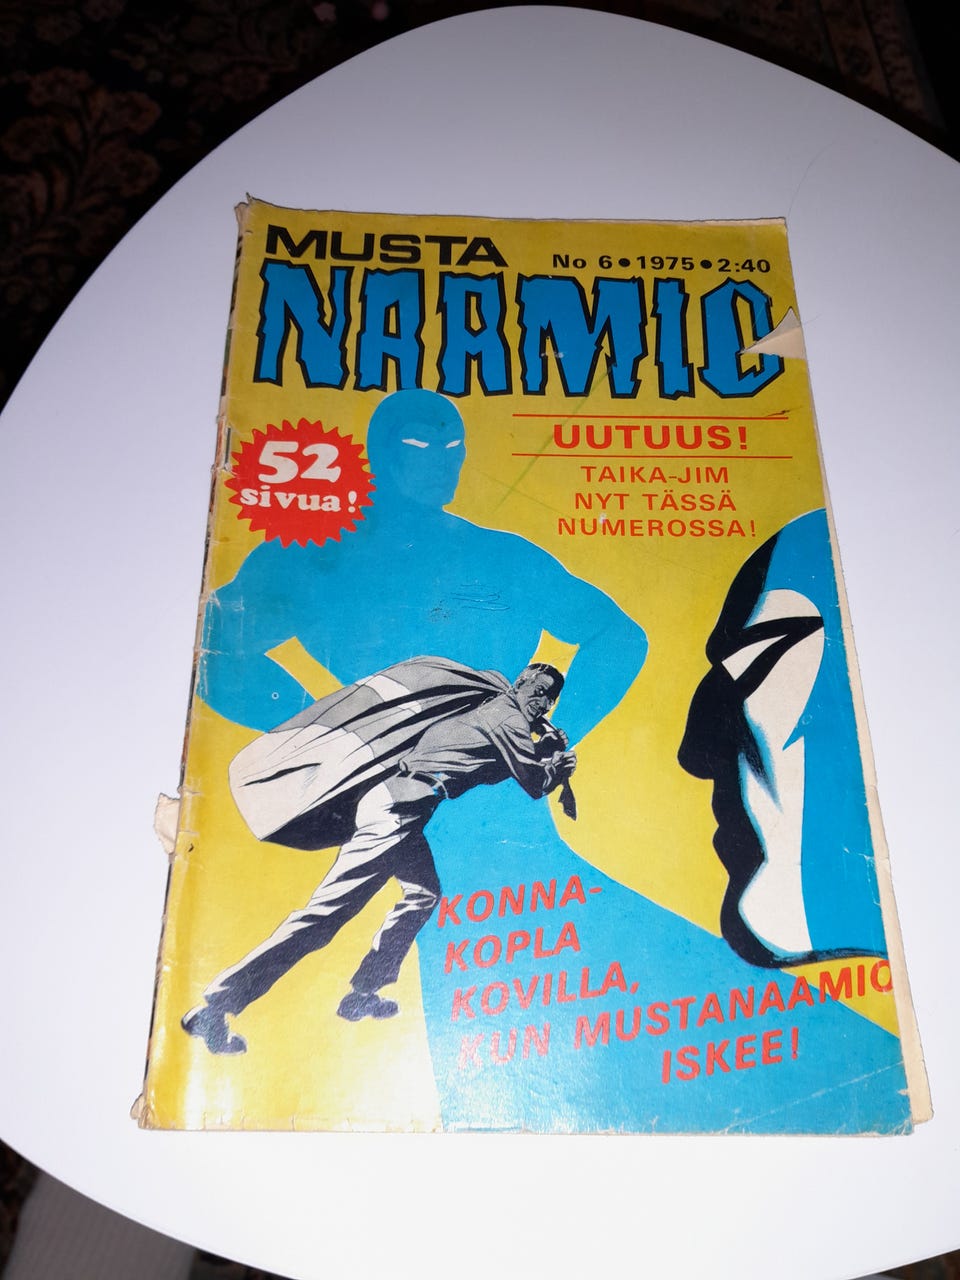 MUSTA
No 6 • 1975 • 2:40
NAAMIO
52
sivua!
UUTUUS!
TAIKA-JIM
NYT TÄSSÄ
NUMEROSSA!
KONNA-
KOPLA
KOVILLA,
KUN MUSTANAAMIO
ISKEE!